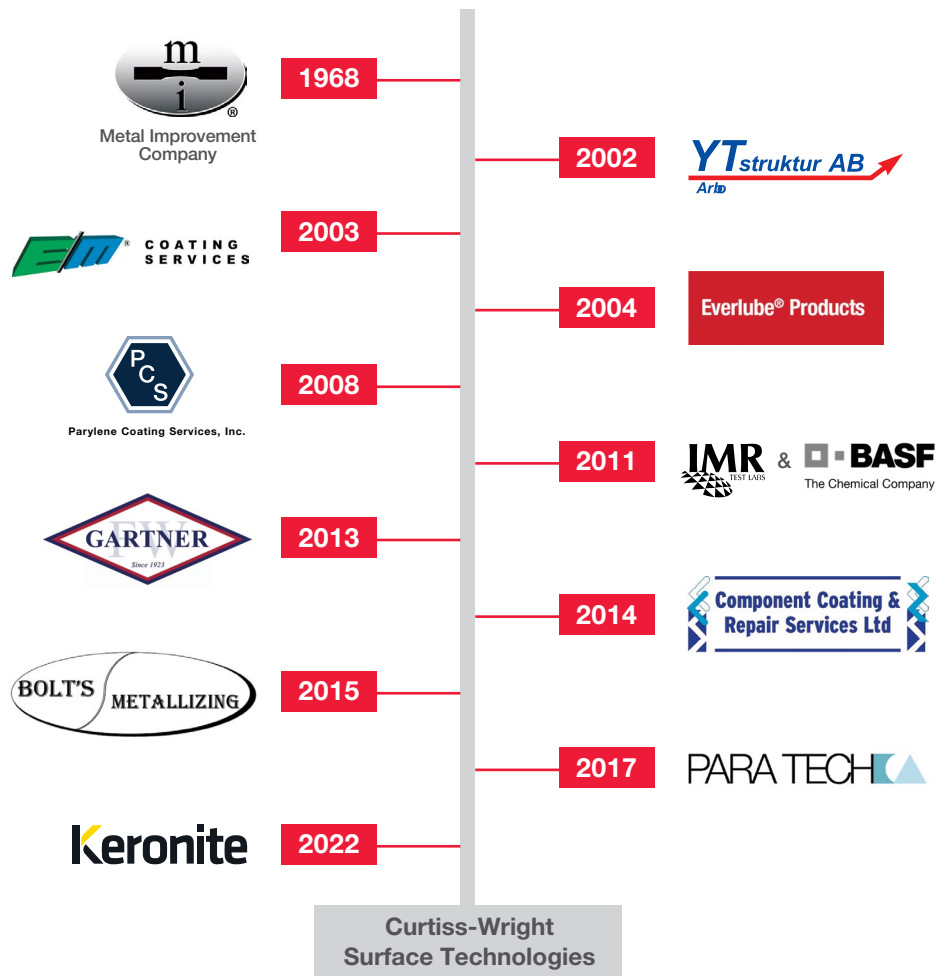 m
i
®
Metal Improvement
Company
1968
2002
YTstruktur AB
Arbo
E/M® COATING
SERVICES
2003
2004
Everlube® Products
P
C
S
Parylene Coating Services, Inc.
2008
2011
IMR
TEST LABS
&
BASF
The Chemical Company
FW
GARTNER
Since 1923
2013
2014
Component Coating &
Repair Services Ltd
BOLT'S
METALLIZING
2015
2017
PARA TECH
Keronite
2022
Curtiss-Wright
Surface Technologies